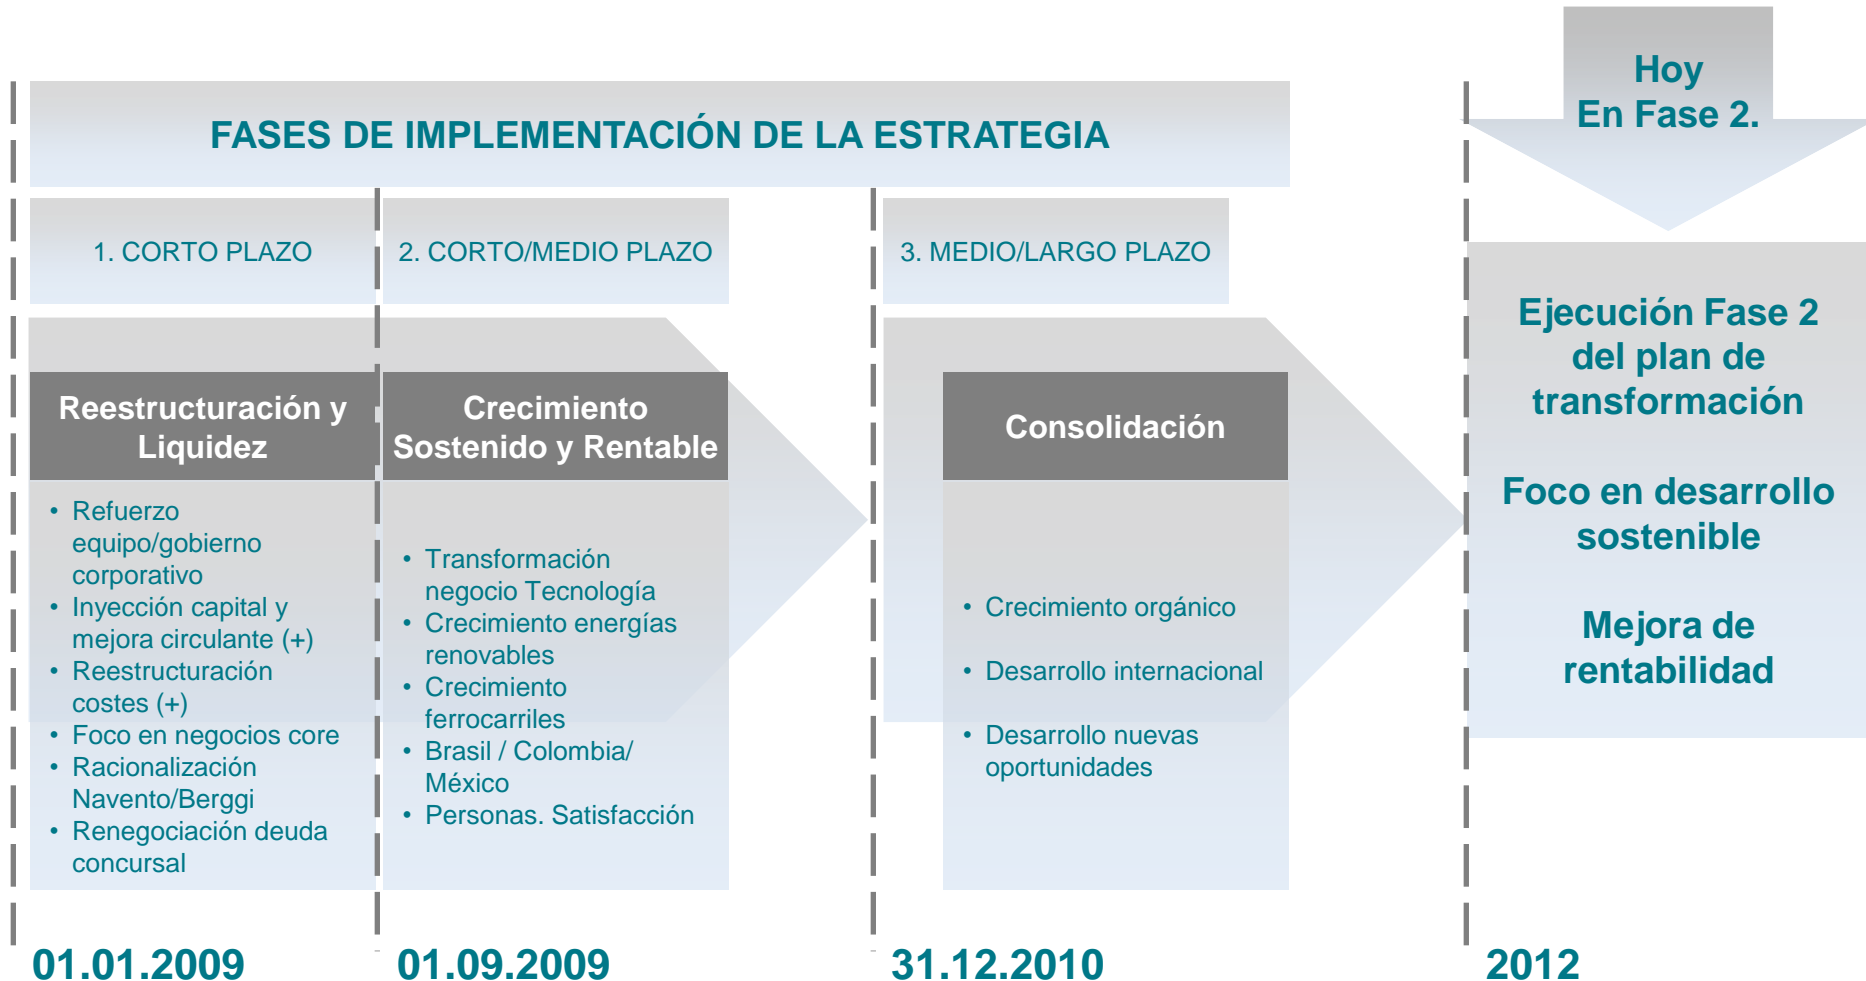 Hoy
En Fase 2.
FASES DE IMPLEMENTACIÓN DE LA ESTRATEGIA
1. CORTO PLAZO
2. CORTO/MEDIO PLAZO
3. MEDIO/LARGO PLAZO
Reestructuración y
Liquidez
• Refuerzo
equipo/gobierno
corporativo
• Inyección capital y
mejora circulante (+)
• Reestructuración
costes (+)
• Foco en negocios core
• Racionalización
Navento/Berggi
• Renegociación deuda
concursal
Crecimiento
Sostenido y Rentable
• Transformación
negocio Tecnología
• Crecimiento energías
renovables
• Crecimiento
ferrocarriles
• Brasil / Colombia/
México
• Personas. Satisfacción
Consolidación
• Crecimiento orgánico
• Desarrollo internacional
• Desarrollo nuevas
oportunidades
Ejecución Fase 2
del plan de
transformación
Foco en desarrollo
sostenible
Mejora de
rentabilidad
01.01.2009
01.09.2009
31.12.2010
2012